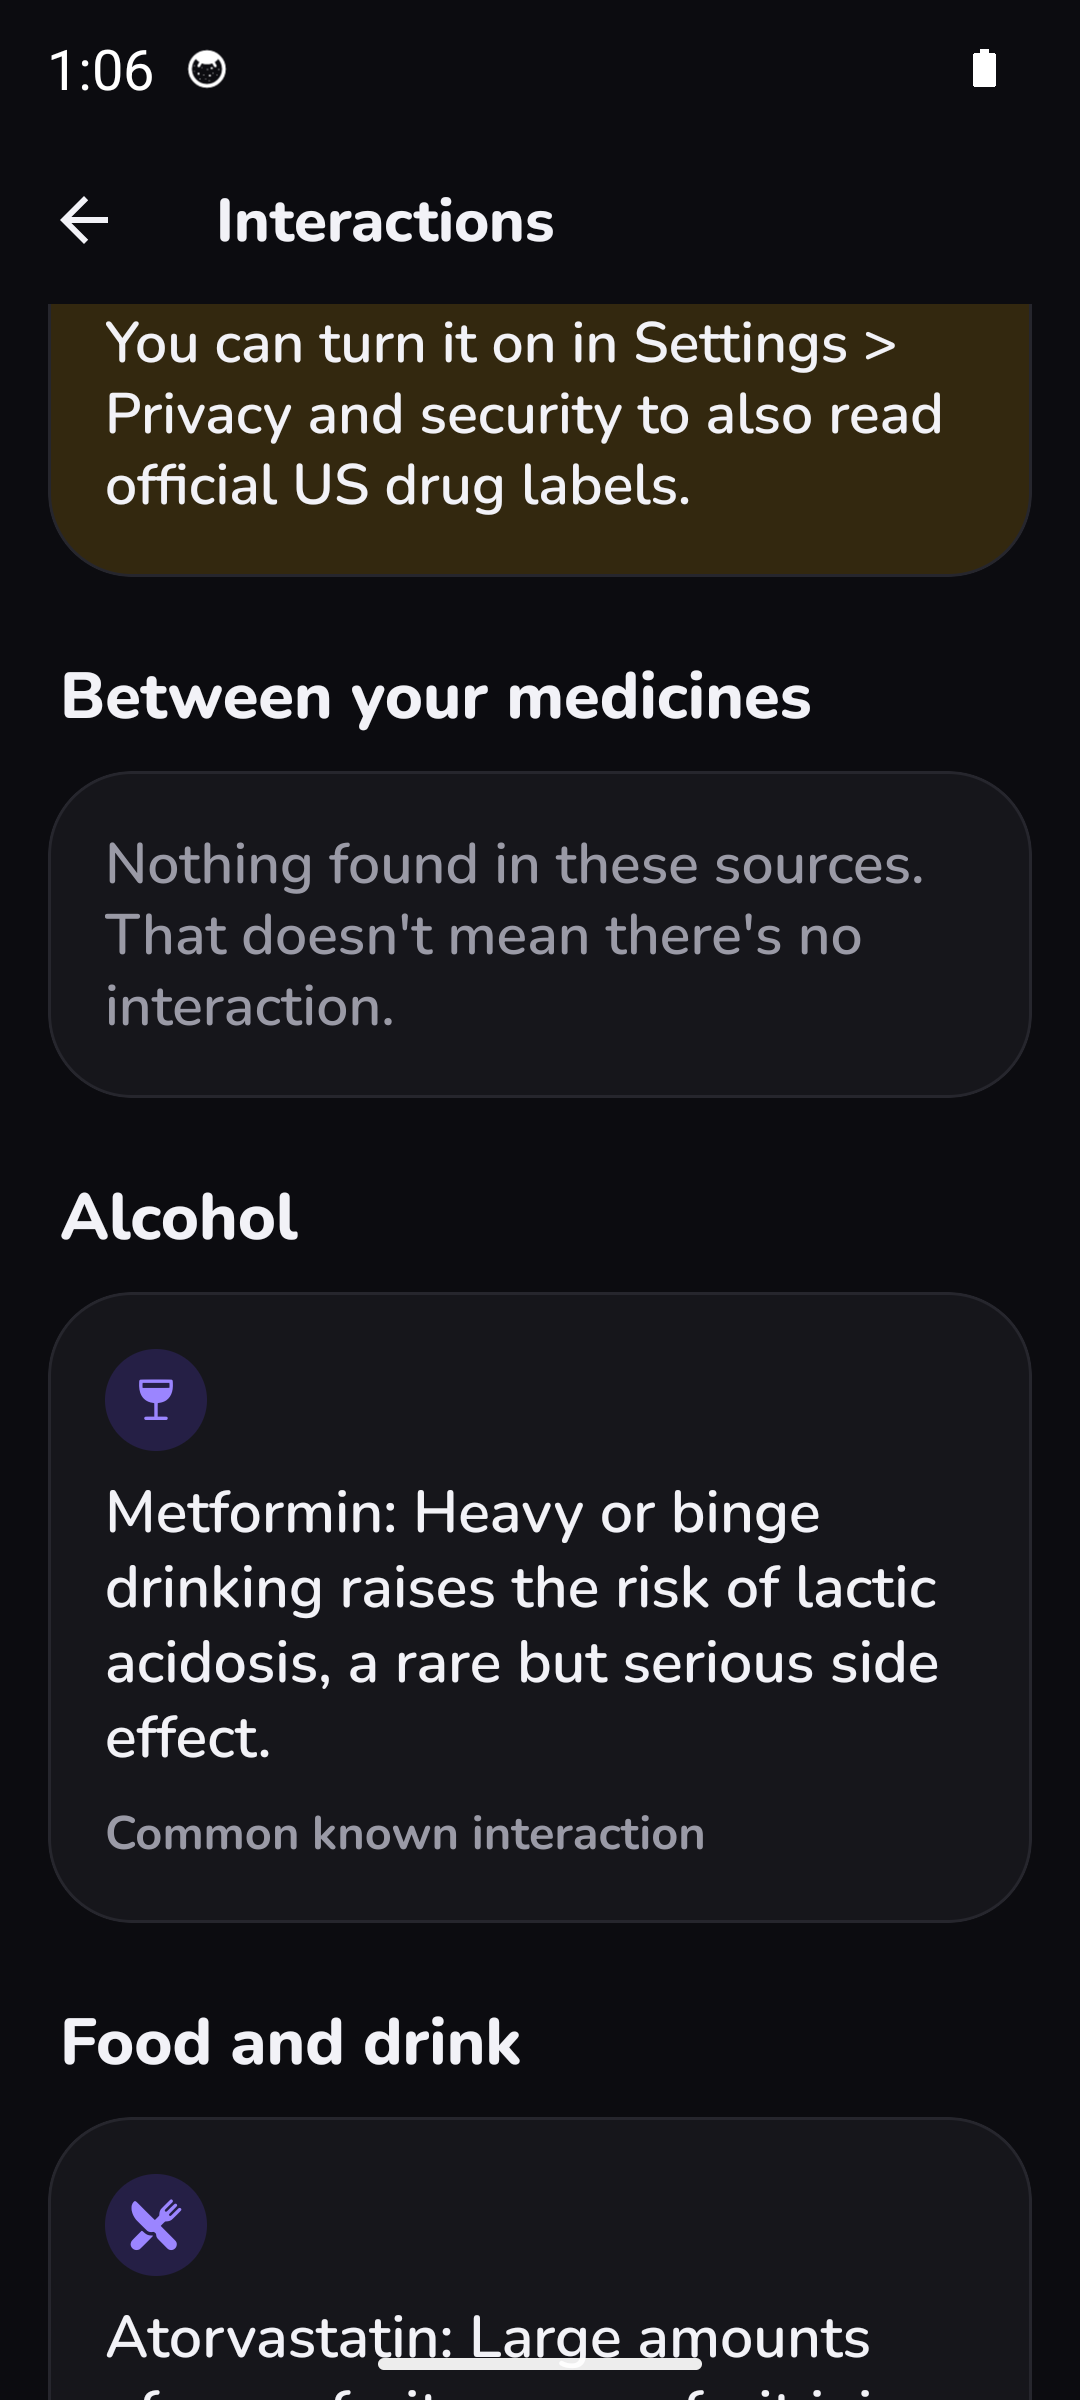 1:06
Interactions
You can turn it on in Settings >
Privacy and security to also read
official US drug labels.
Between your medicines
Nothing found in these sources.
That doesn't mean there's no
interaction.
Alcohol
Metformin: Heavy or binge
drinking raises the risk of lactic
acidosis, a rare but serious side
effect.
Common known interaction
Food and drink
Atorvastatin: Large amounts